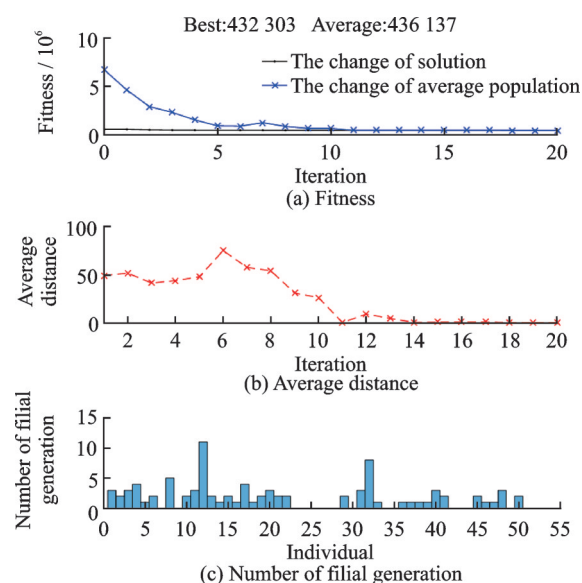 Best:432 303 Average:436 137
Fitness / 10⁶
10
5
0
The change of solution
The change of average population
0 5 10 15 20
Iteration
(a) Fitness
Average distance
100
50
0
2 4 6 8 10 12 14 16 18 20
Iteration
(b) Average distance
Number of filial generation
15
10
5
0
0 5 10 15 20 25 30 35 40 45 50 55
Individual
(c) Number of filial generation